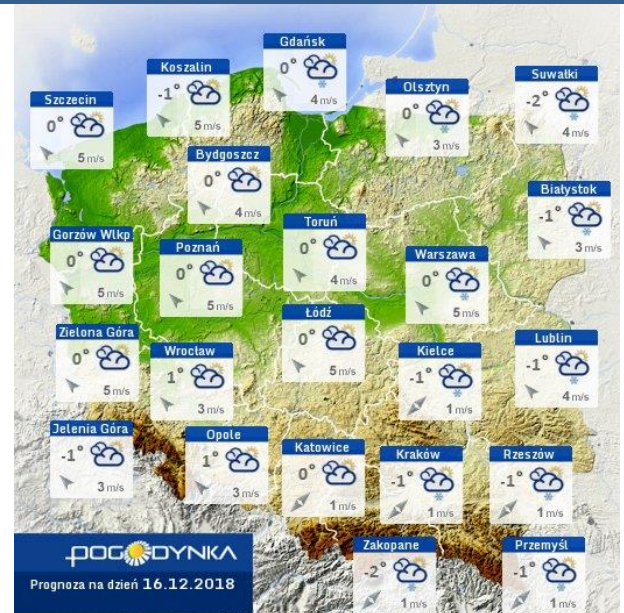 Gdańsk
0°
4 m/s
Koszalin
-1°
5 m/s
Suwałki
-2°
4 m/s
Olsztyn
0°
3 m/s
Szczecin
0°
5 m/s
Bydgoszcz
0°
4 m/s
Białystok
-1°
3 m/s
Toruń
0°
4 m/s
Gorzów Wlkp
0°
5 m/s
Poznań
0°
5 m/s
Warszawa
0°
5 m/s
Łódź
0°
5 m/s
Zielona Góra
0°
5 m/s
Wrocław
1°
3 m/s
Kielce
-1°
1 m/s
Lublin
-1°
4 m/s
Jelenia Góra
-1°
3 m/s
Opole
1°
3 m/s
Katowice
0°
1 m/s
Kraków
-1°
1 m/s
Rzeszów
-1°
1 m/s
Zakopane
-2°
1 m/s
Przemyśl
-1°
1 m/s
POGODYNKA
Prognoza na dzień 16.12.2018